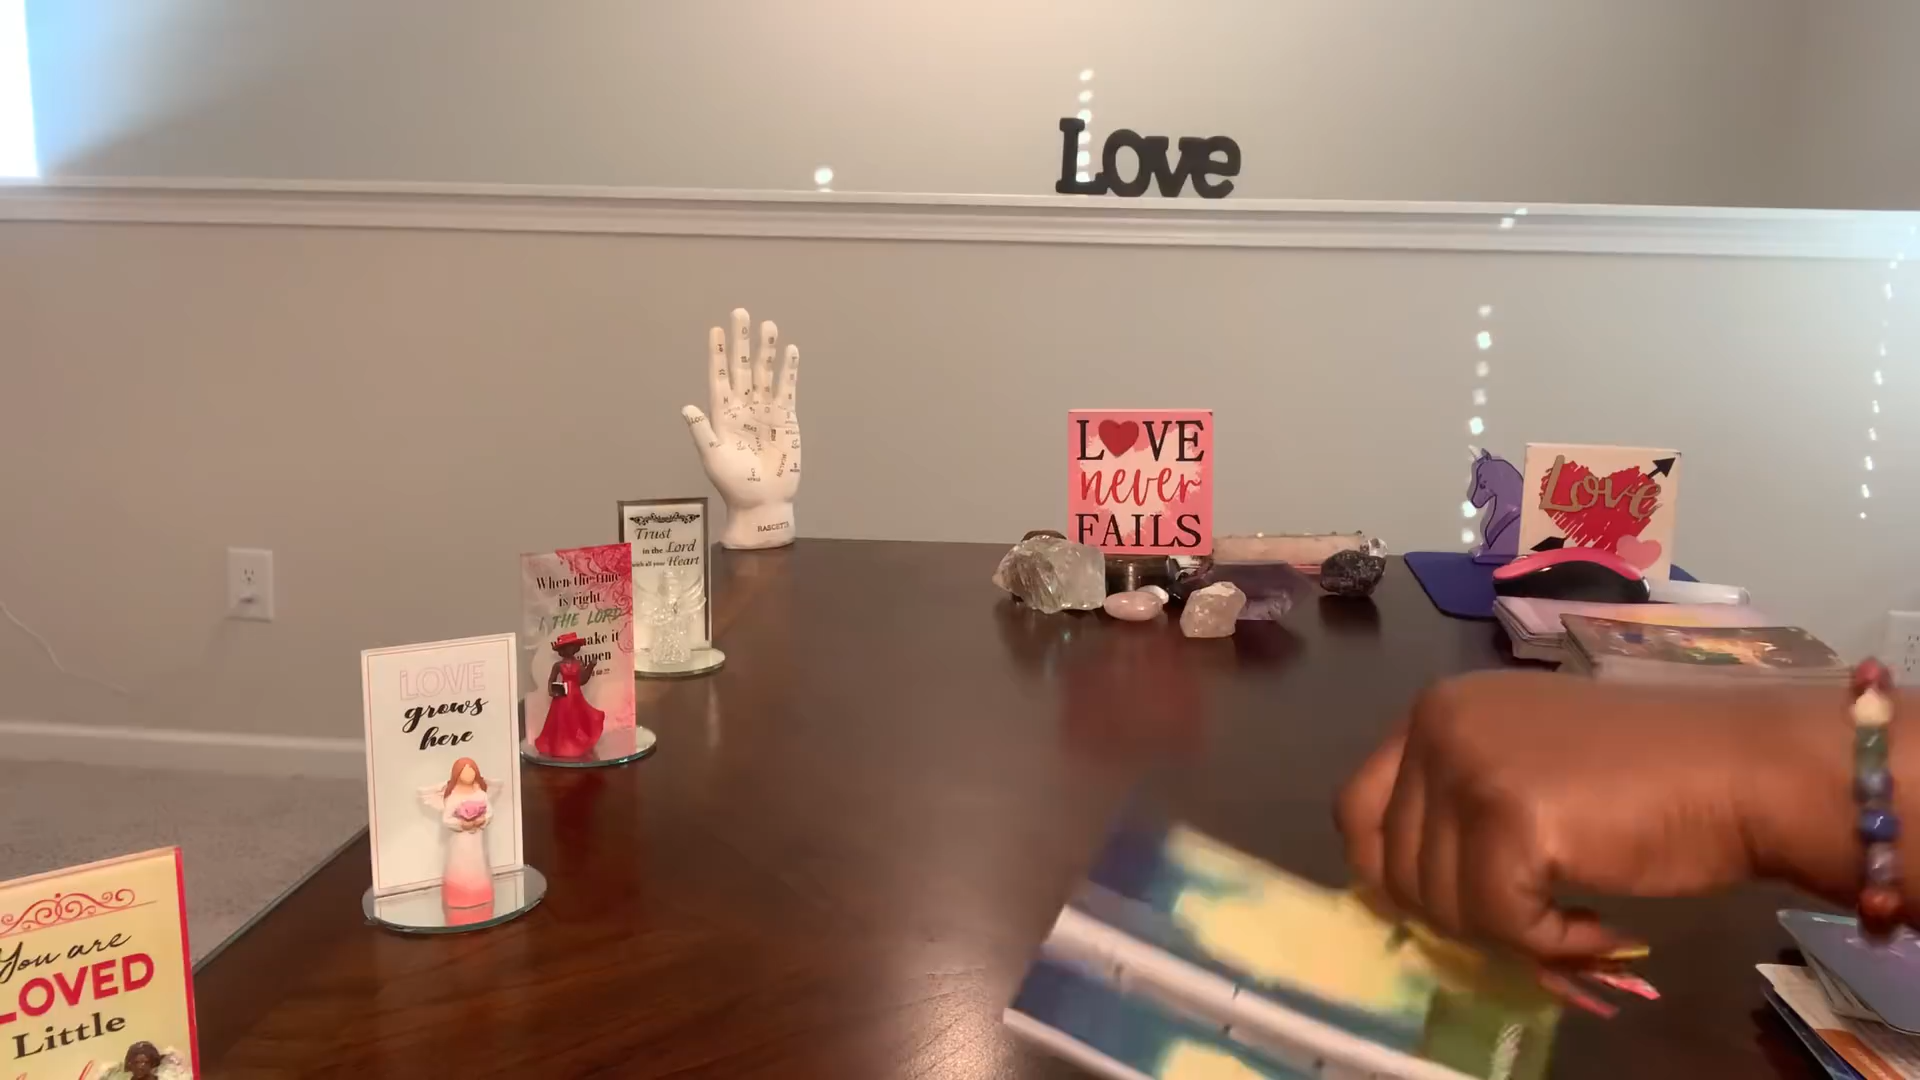 Love
LOVE
never
FAILS
Love
Trust
in the Lord
with all your Heart
When the time
is right,
I THE LORD
make it
happen
RASCETTE
LOVE
grows
here
You are
LOVED
Little